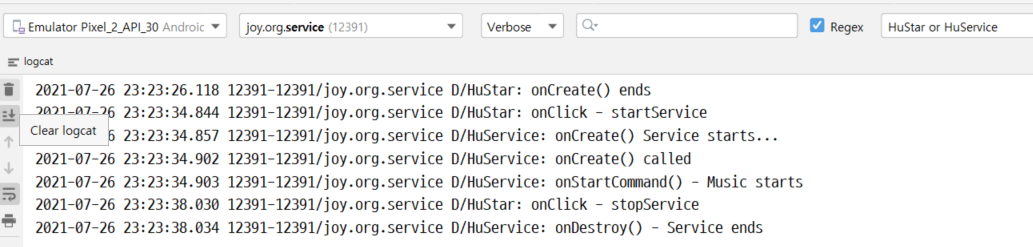 Emulator Pixel_2_API_30 Androic
joy.org.service (12391)
Verbose
Regex
HuStar or HuService
logcat
2021-07-26 23:23:26.118 12391-12391/joy.org.service D/HuStar: onCreate() ends
2021-07-26 23:23:34.844 12391-12391/joy.org.service D/HuStar: onClick - startService
Clear logcat
26 23:23:34.857 12391-12391/joy.org.service D/HuService: onCreate() Service starts...
26 23:23:34.902 12391-12391/joy.org.service D/HuService: onCreate() called
2021-07-26 23:23:34.903 12391-12391/joy.org.service D/HuService: onStartCommand() - Music starts
2021-07-26 23:23:38.030 12391-12391/joy.org.service D/HuStar: onClick - stopService
2021-07-26 23:23:38.034 12391-12391/joy.org.service D/HuService: onDestroy() - Service ends